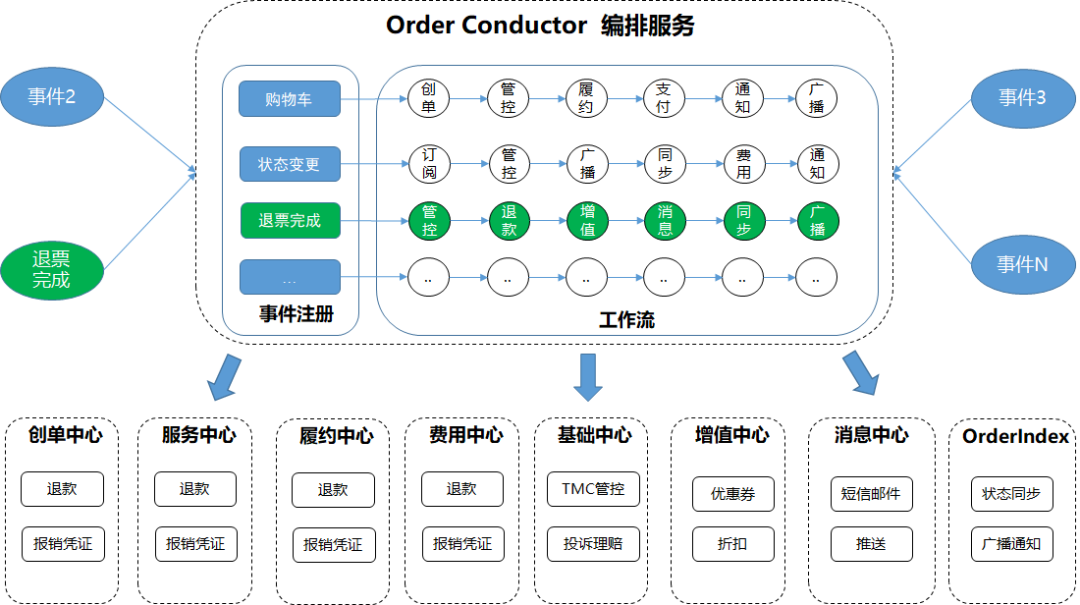 Order Conductor 编排服务
事件2
退票
完成
事件3
事件N
购物车
创
单
管
控
履
约
支
付
通
知
广
播
状态变更
订
阅
管
控
广
播
同
步
费
用
通
知
退票完成
管
控
退
款
增
值
消
息
同
步
广
播
...
..
..
..
..
..
..
事件注册
工作流
创单中心
退款
报销凭证
服务中心
退款
报销凭证
履约中心
退款
报销凭证
费用中心
退款
报销凭证
基础中心
TMC管控
投诉理赔
增值中心
优惠券
折扣
消息中心
短信邮件
推送
OrderIndex
状态同步
广播通知